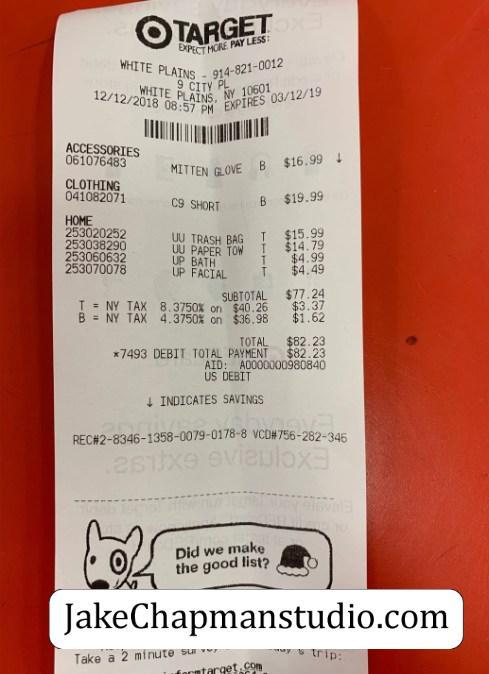 TARGET
EXPECT MORE. PAY LESS.
WHITE PLAINS - 914-821-0012
9 CITY PL
WHITE PLAINS, NY 10601
12/12/2018 08:57 PM EXPIRES 03/12/19
ACCESSORIES
061076483 MITTEN GLOVE B $16.99 ↓
CLOTHING
041082071 C9 SHORT B $19.99
HOME
253020252 UU TRASH BAG T $15.99
253038290 UU PAPER TOW T $14.79
253060632 UP BATH T $4.99
253070078 UP FACIAL T $4.49
SUBTOTAL $77.24
T = NY TAX 8.3750% on $40.26 $3.37
B = NY TAX 4.3750% on $36.98 $1.62
TOTAL $82.23
*7493 DEBIT TOTAL PAYMENT $82.23
AID: A0000000980840
US DEBIT
↓ INDICATES SAVINGS
REC#2-8346-1358-0079-0178-8 VCD#756-282-346
Did we make
the good list?
JakeChapmanstudio.com
Take a 2 minute trip: